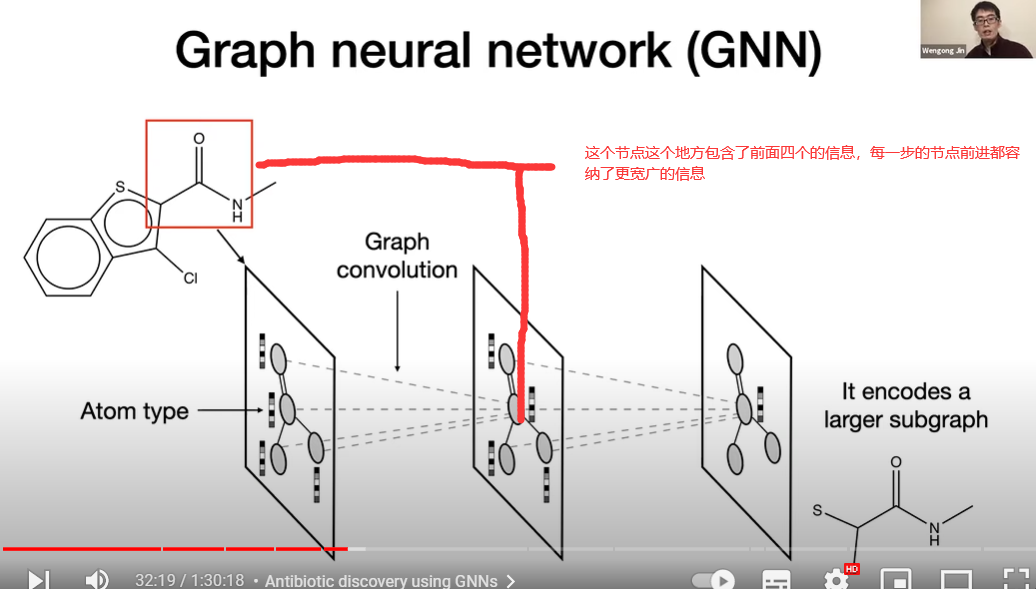 Graph neural network (GNN)
Wengong Jin
这个节点这个地方包含了前面四个的信息，每一步的节点前进都容
纳了更宽广的信息
O
S
N
H
Cl
Graph
convolution
Atom type
It encodes a
larger subgraph
O
S
N
H
32:19 / 1:30:18 • Antibiotic discovery using GNNs
HD